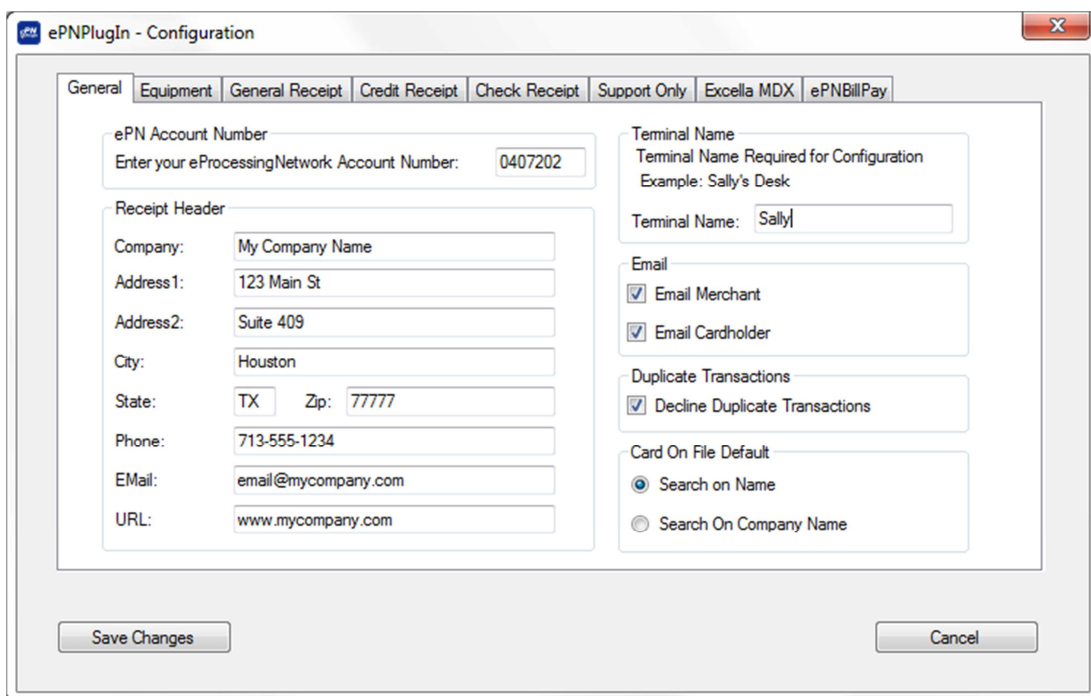 ePN ePNPlugIn - Configuration
General Equipment General Receipt Credit Receipt Check Receipt Support Only Excella MDX ePNBillPay
ePN Account Number
Enter your eProcessingNetwork Account Number: 0407202
Receipt Header
Company: My Company Name
Address1: 123 Main St
Address2: Suite 409
City: Houston
State: TX Zip: 77777
Phone: 713-555-1234
EMail: email@mycompany.com
URL: www.mycompany.com
Terminal Name
Terminal Name Required for Configuration
Example: Sally's Desk
Terminal Name: Sally
Email
Email Merchant
Email Cardholder
Duplicate Transactions
Decline Duplicate Transactions
Card On File Default
Search on Name
Search On Company Name
Save Changes Cancel